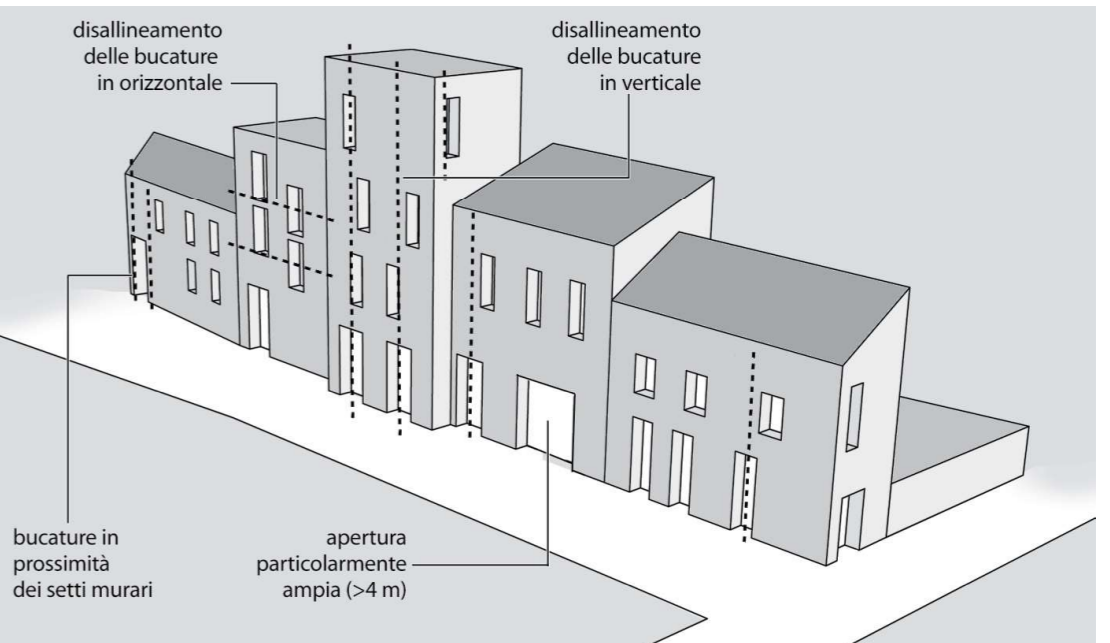 disallineamento
delle bucature
in orizzontale
disallineamento
delle bucature
in verticale
bucature in
prossimità
dei setti murari
apertura
particolarmente
ampia (>4 m)